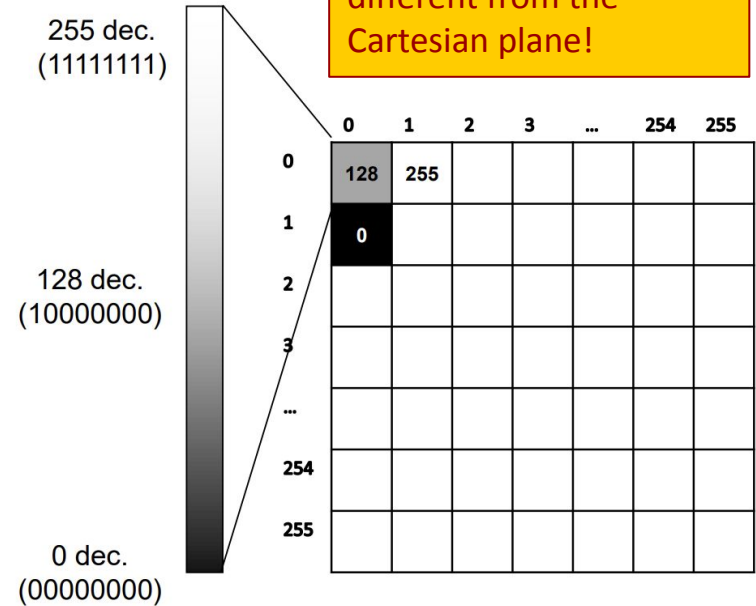 different from the
Cartesian plane!
255 dec.
(11111111)
0 1 2 3 ... 254 255
0 128 255
1 0
128 dec.
(10000000)
2
3
...
254
255
0 dec.
(00000000)